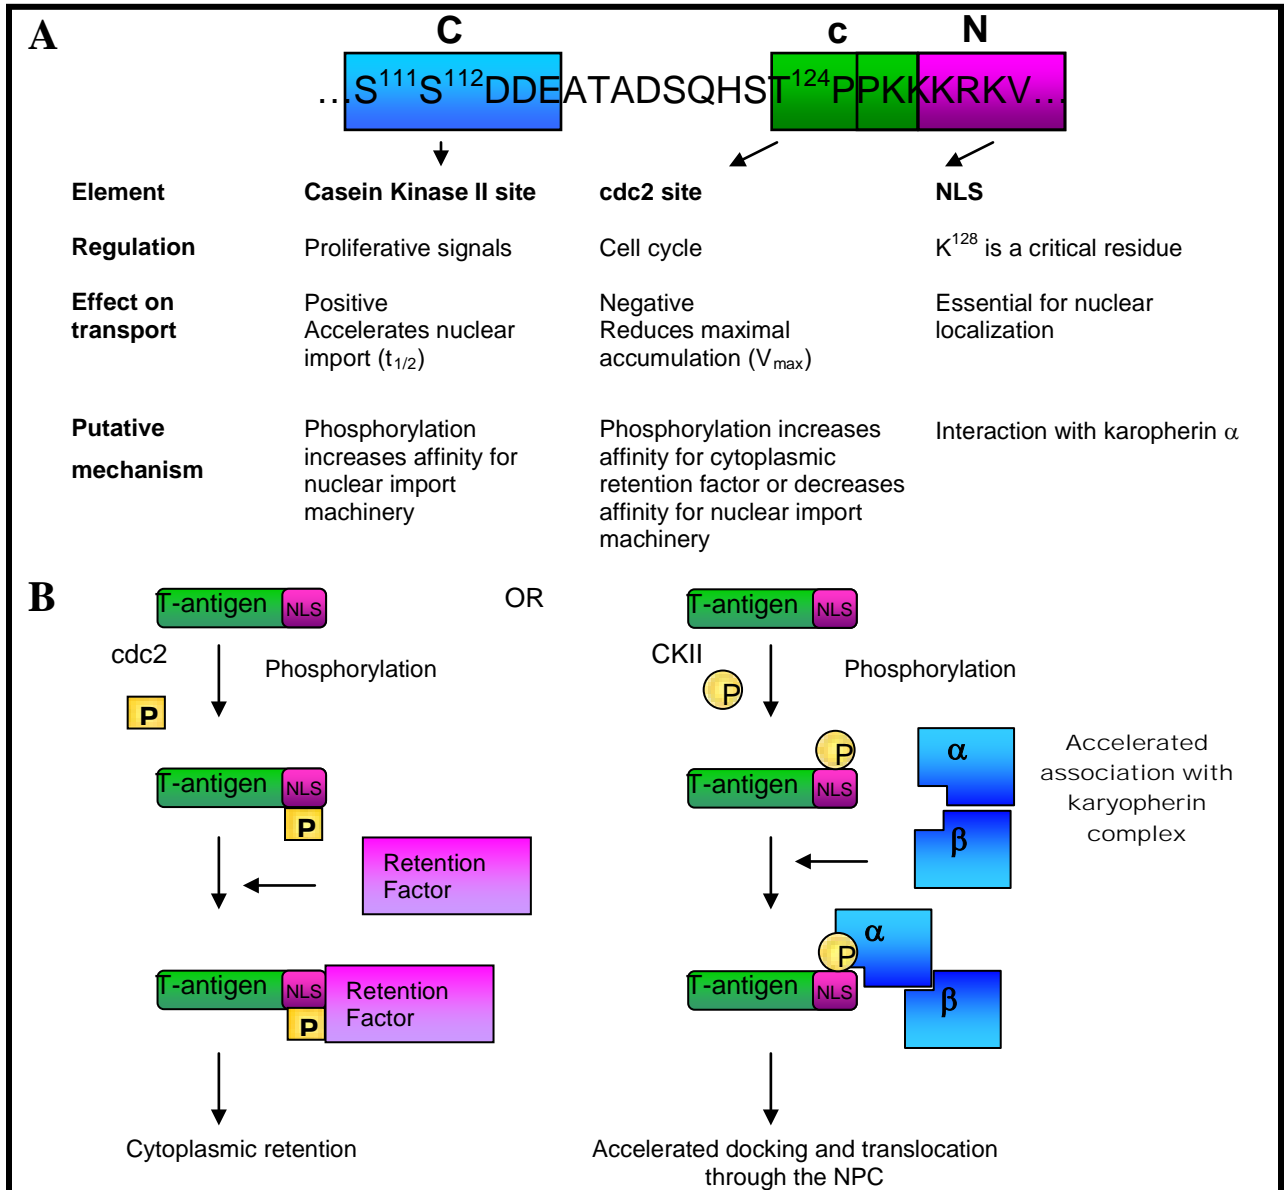 A
C c N
...S111S112DDEATADSQHST124PPKKKRKV...
Element Casein Kinase II site cdc2 site NLS
Regulation Proliferative signals Cell cycle K128 is a critical residue
Effect on Positive Negative Essential for nuclear
transport Accelerates nuclear Reduces maximal localization
import (t1/2) accumulation (Vmax)
Putative Phosphorylation Phosphorylation increases Interaction with karopherin α
mechanism increases affinity for affinity for cytoplasmic
nuclear import retention factor or decreases
machinery affinity for nuclear import
machinery
B
T-antigen NLS OR T-antigen NLS
cdc2 Phosphorylation CKII Phosphorylation
P P
T-antigen NLS P
P T-antigen NLS
α β
Accelerated
association with
karyopherin
complex
Retention
Factor
T-antigen NLS P Retention
Factor
T-antigen NLS P α β
Cytoplasmic retention Accelerated docking and translocation
through the NPC